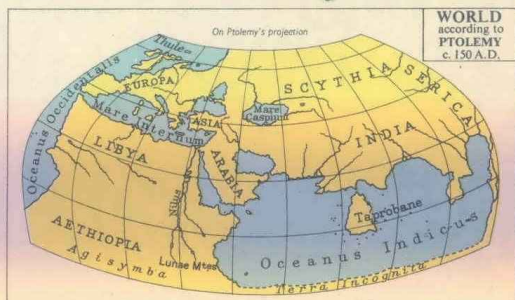 On Ptolemy's projection
WORLD
according to
PTOLEMY
c. 150 A.D.
Thule
EUROPA
SCYTHIA
SERICA
Oceanus Occidentalis
Mare Internum
ASIA
Mare
Caspium
LIBYA
ARABIA
INDIA
Nilus
Taprobane
AETHIOPIA
Agisymba
Lunae Mtes
Oceanus Indicus
Terra Incognita